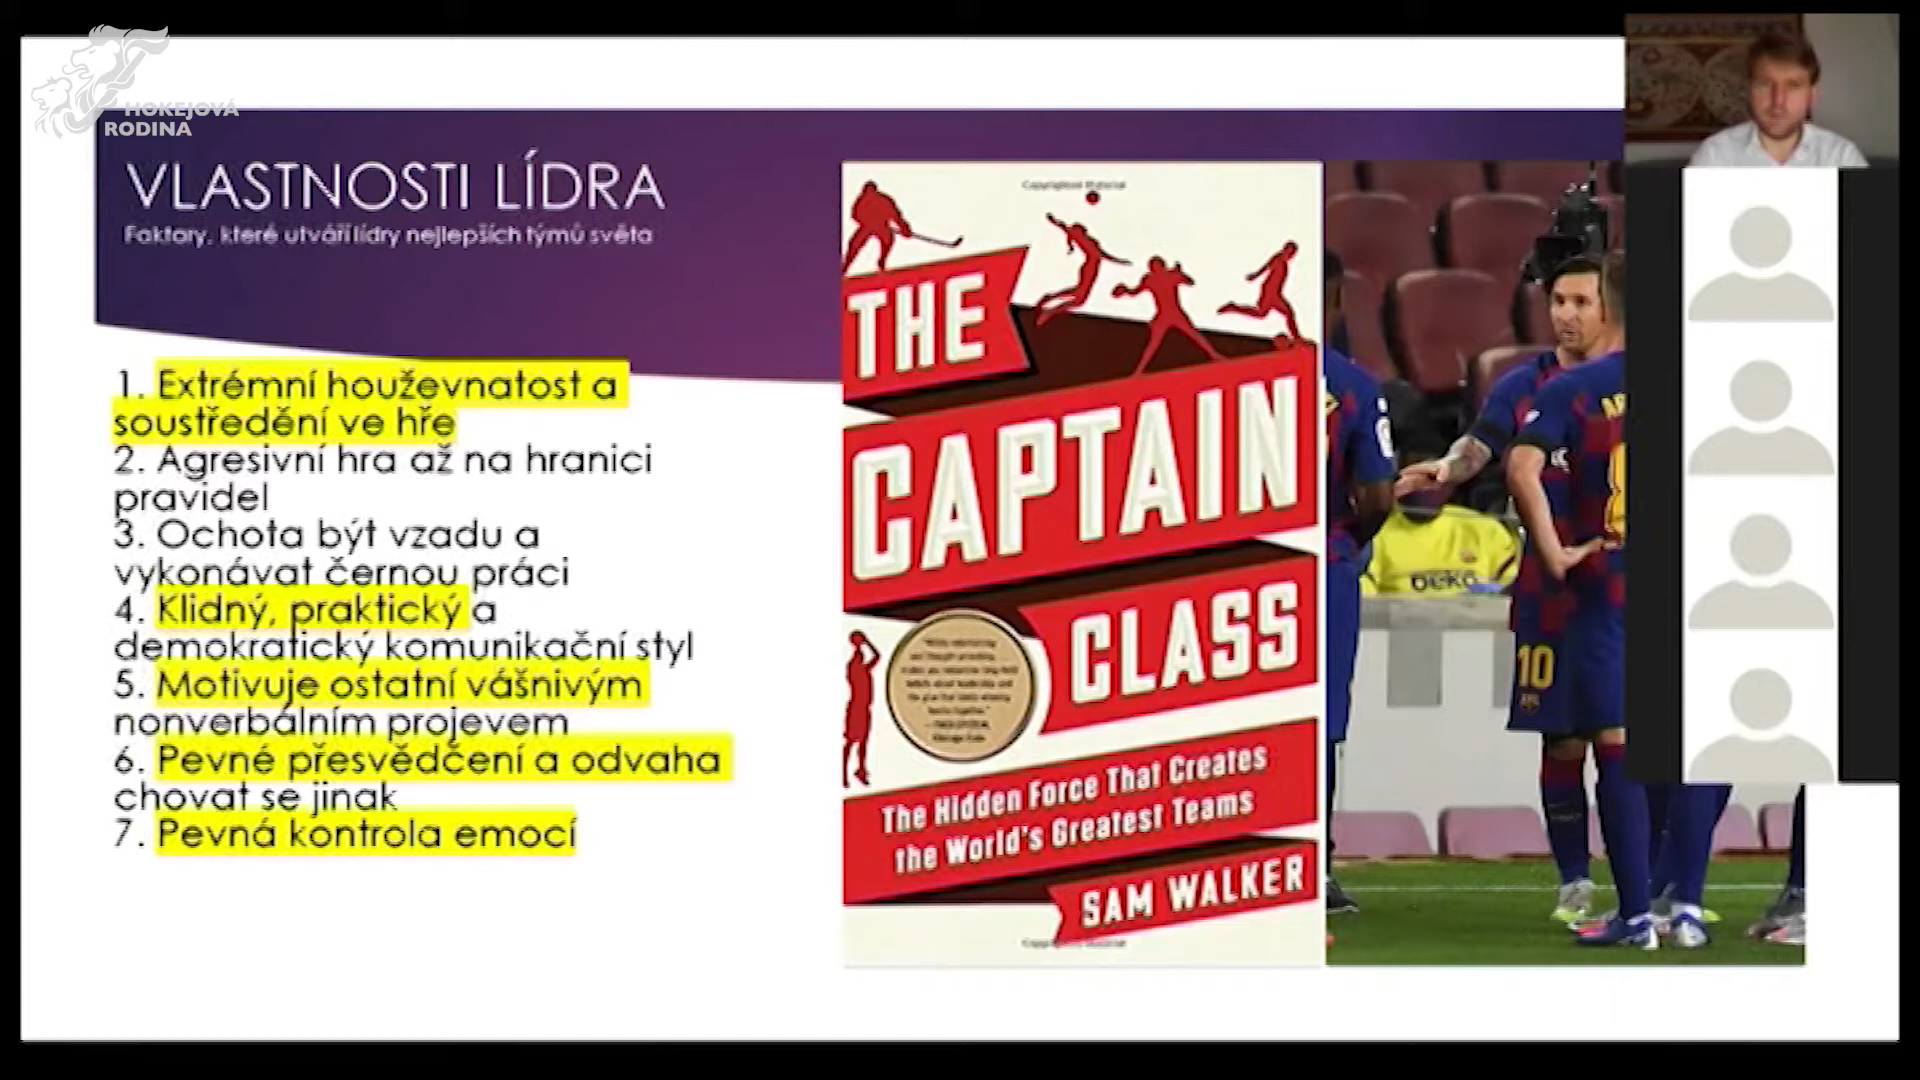 HOKEJOVÁ
RODINA
VLASTNOSTI LÍDRA
Faktory, které utváří lídry nejlepších týmů světa
1. Extrémní houževnatost a
soustředění ve hře
2. Agresivní hra až na hranici
pravidel
3. Ochota být vzadu a
vykonávat černou práci
4. Klidný, praktický a
demokratický komunikační styl
5. Motivuje ostatní vášnivým
nonverbálním projevem
6. Pevné přesvědčení a odvaha
chovat se jinak
7. Pevná kontrola emocí
Copyrighted Material
THE
CAPTAIN
CLASS
The Hidden Force That Creates
the World's Greatest Teams
SAM WALKER
beko
10